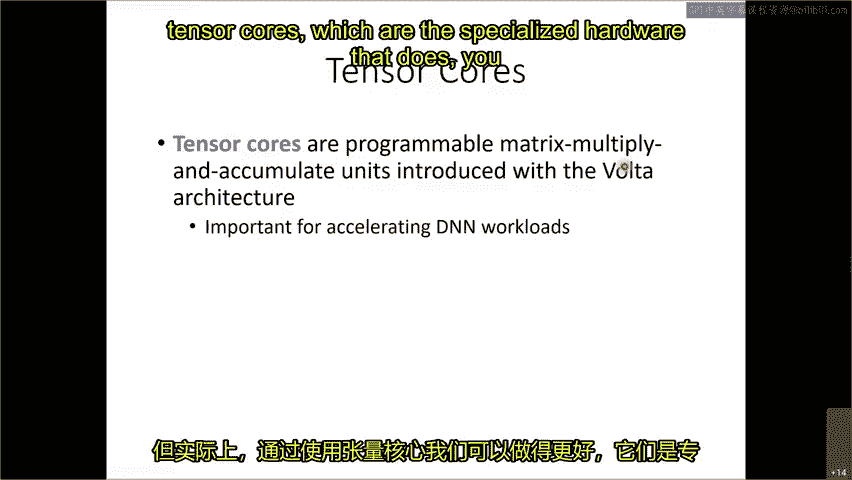 tensor cores, which are the specialized hardware
that does, you
Tensor Cores
• Tensor cores are programmable matrix-multiply-
and-accumulate units introduced with the Volta
architecture
• Important for accelerating DNN workloads
但实际上，通过使用张量核心我们可以做得更好，它们是专
+14